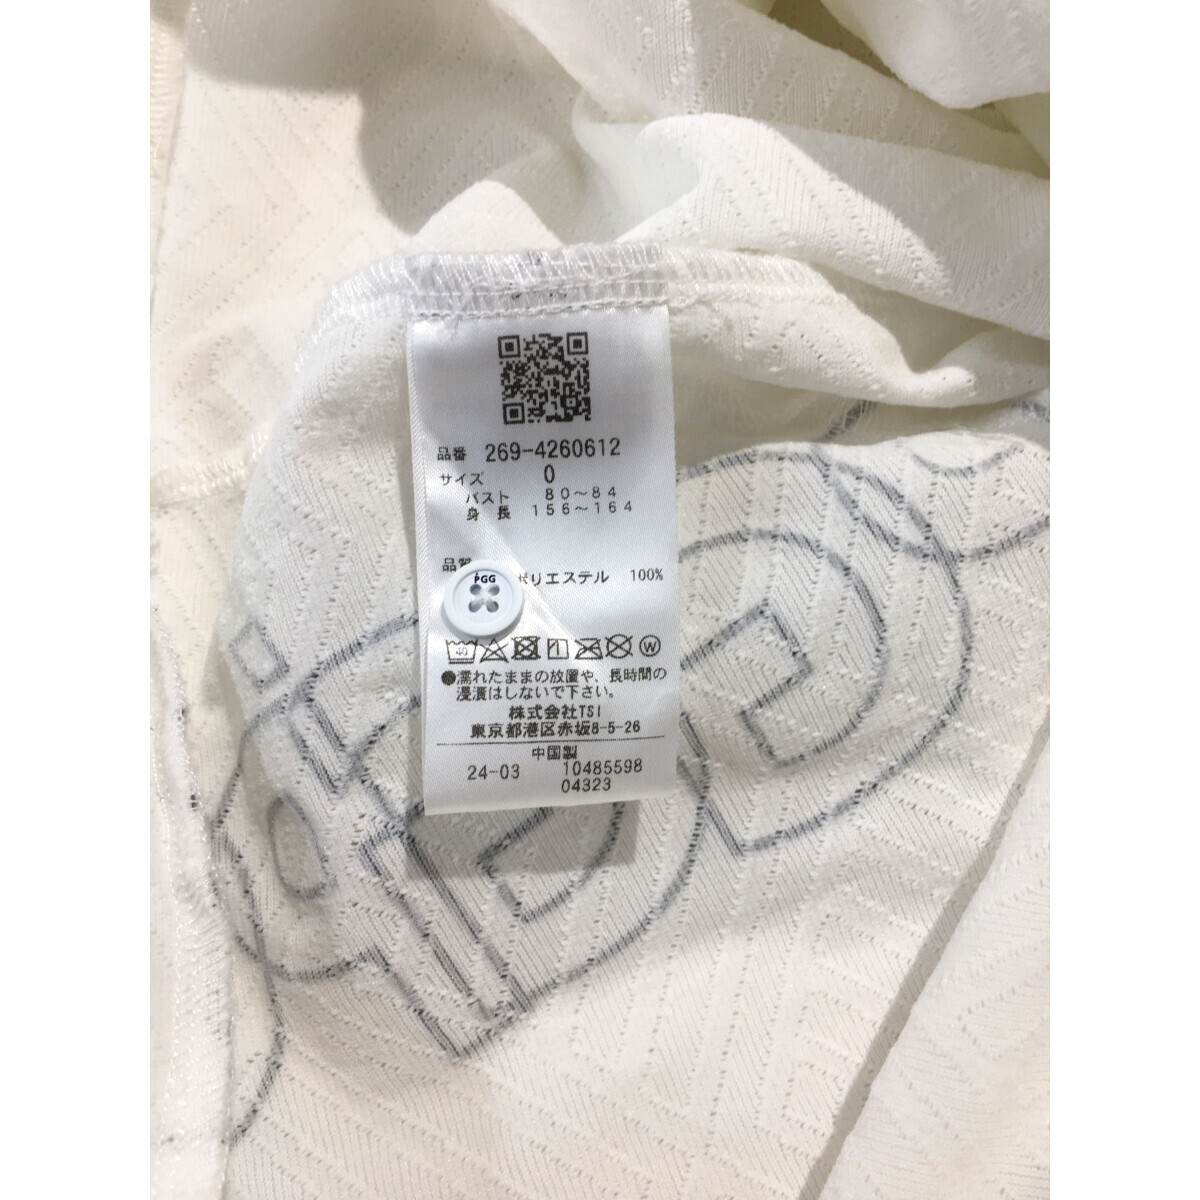 品番 269-4260612
サイズ 0
バスト 80〜84
身 長 156〜164
品質
ポリエステル 100%
PGG
40
W
●濡れたままの放置や、長時間の
浸漬はしないで下さい。
株式会社TSI
東京都港区赤坂8-5-26
中国製
24-03 10485598
04323